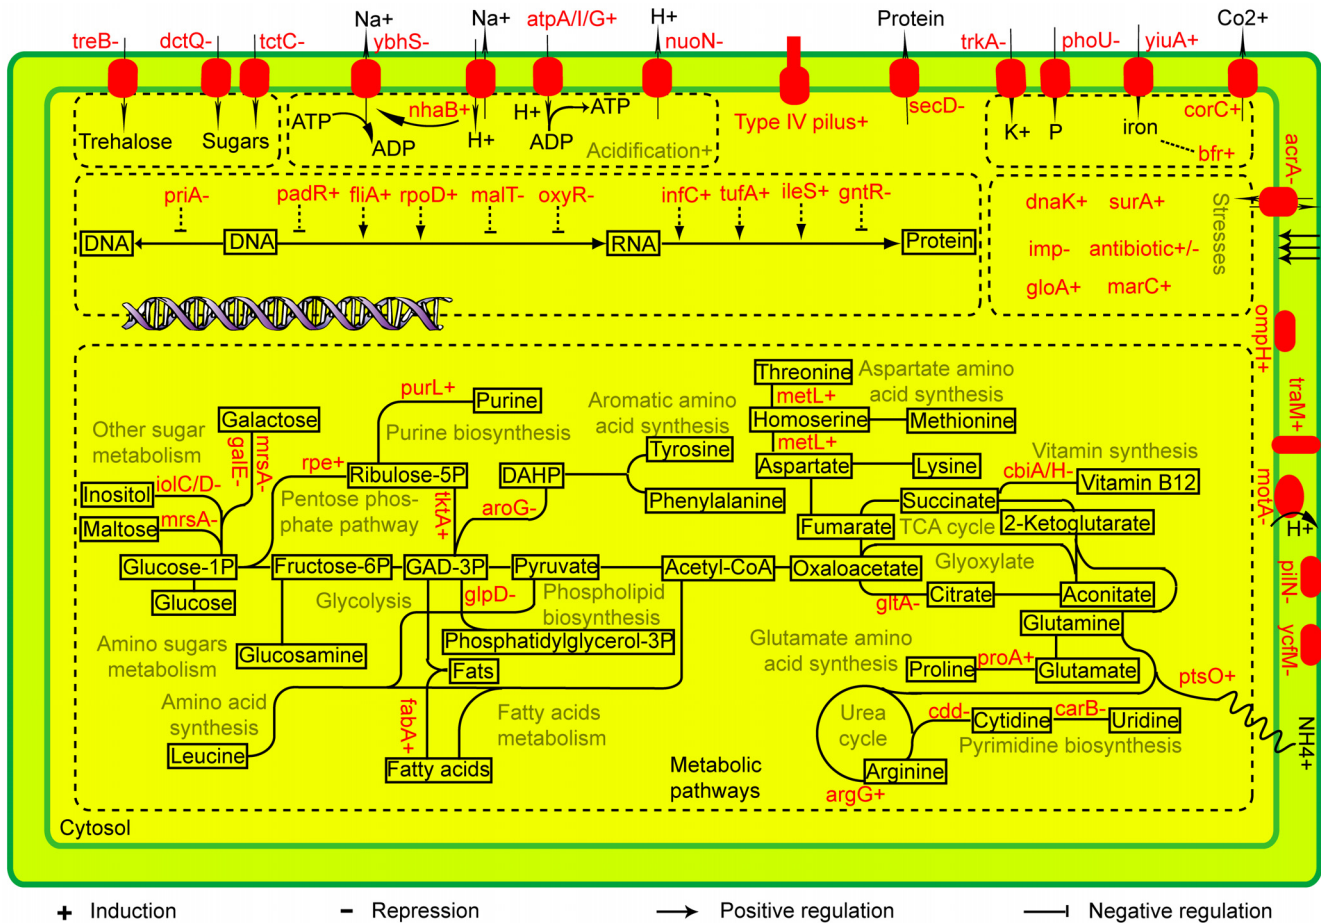 Na+ Na+ atpA/I/G+ H+ Protein Co2+
treB- dctQ- tctC- ybhS- nuoN- trkA- phoU- yiuA+
nhaB+ secD- corC+
ATP H+ ATP Type IV pilus+
Trehalose Sugars ADP H+ ADP K+ P iron
Acidification+ bfr+
acrA-
priA- padR+ fliA+ rpoD+ malT- oxyR- infC+ tufA+ ileS+ gntR-
DNA DNA RNA Protein
dnaK+ surA+
imp- antibiotic+/-
gloA+ marC+
Stresses
ompH+
traM+
motA-
H+
pilN-
ycfM-
Threonine
Aspartate amino
acid synthesis
metL+
Homoserine Methionine
metL+
Aspartate Lysine
purL+ Purine
Purine biosynthesis
Aromatic amino
acid synthesis
Tyrosine
DAHP
Phenylalanine
aroG-
Other sugar
metabolism
Galactose
galE-
mrsA-
Inositol iolC/D-
Maltose mrsA-
rpe+ Ribulose-5P
Pentose phos-
phate pathway
tktA+
Vitamin synthesis
cbiA/H-
Succinate Vitamin B12
Fumarate TCA cycle 2-Ketoglutarate
Glucose-1P Fructose-6P GAD-3P Pyruvate Acetyl-CoA Oxaloacetate
Glyoxylate
Glucose Glycolysis glpD- Phospholipid
biosynthesis
gltA- Citrate Aconitate
Glutamine
Phosphatidylglycerol-3P
Amino sugars
metabolism
Glucosamine
Fats
Glutamate amino
acid synthesis
Proline proA+ Glutamate
ptsO+
NH4+
Amino acid
synthesis
Leucine
fabA+
Fatty acids
metabolism
Fatty acids
Urea
cycle
cdd- Cytidine carB- Uridine
Pyrimidine biosynthesis
Arginine
argG+
Metabolic
pathways
Cytosol
+ Induction - Repression Positive regulation Negative regulation